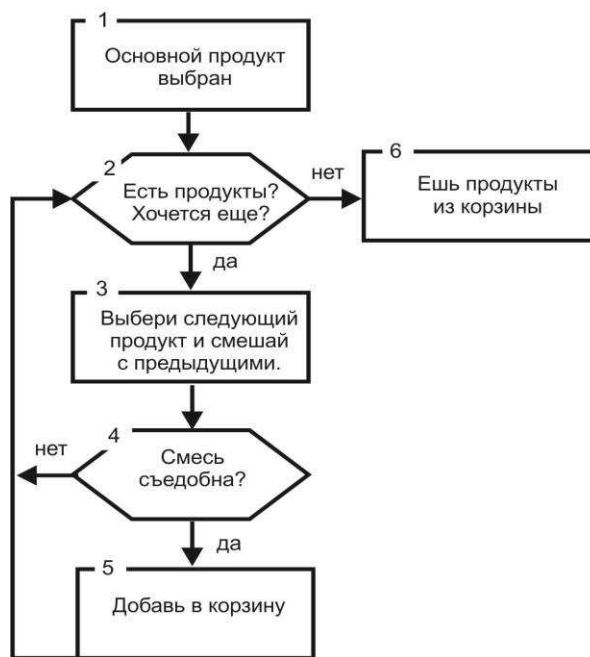 1
Основной продукт
выбран
2
Есть продукты?
Хочется еще?
нет
6
Ешь продукты
из корзины
да
3
Выбери следующий
продукт и смешай
с предыдущими.
4
Смесь
съедобна?
нет
да
5
Добавь в корзину